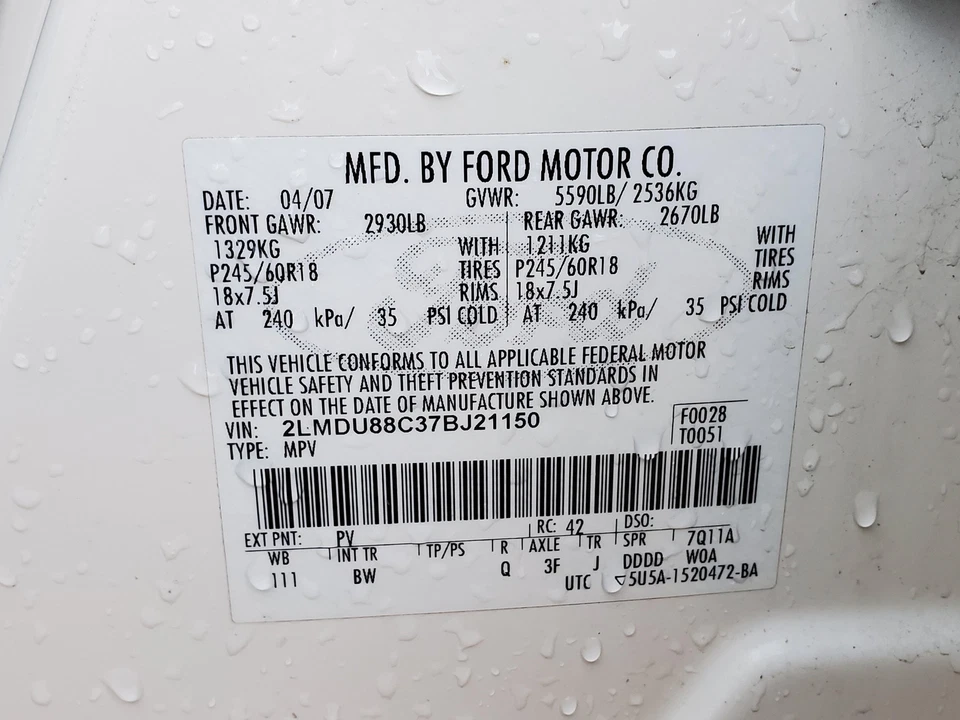 MFD. BY FORD MOTOR CO.
DATE: 04/07 GVWR: 5590LB/ 2536KG
FRONT GAWR: 2930LB REAR GAWR: 2670LB
1329KG WITH 1211KG WITH
P245/60R18 TIRES P245/60R18 TIRES
18x7.5J RIMS 18x7.5J RIMS
AT 240 kPa/ 35 PSI COLD AT 240 kPa/ 35 PSI COLD
THIS VEHICLE CONFORMS TO ALL APPLICABLE FEDERAL MOTOR
VEHICLE SAFETY AND THEFT PREVENTION STANDARDS IN
EFFECT ON THE DATE OF MANUFACTURE SHOWN ABOVE.
VIN: 2LMDU88C37BJ21150 F0028
TYPE: MPV T0051
EXT PNT: PV RC: 42 DSO:
WB INT TR TP/PS R AXLE TR SPR 7Q11A
111 BW Q 3F J DDDD W0A
UTC ▽5U5A-1520472-BA